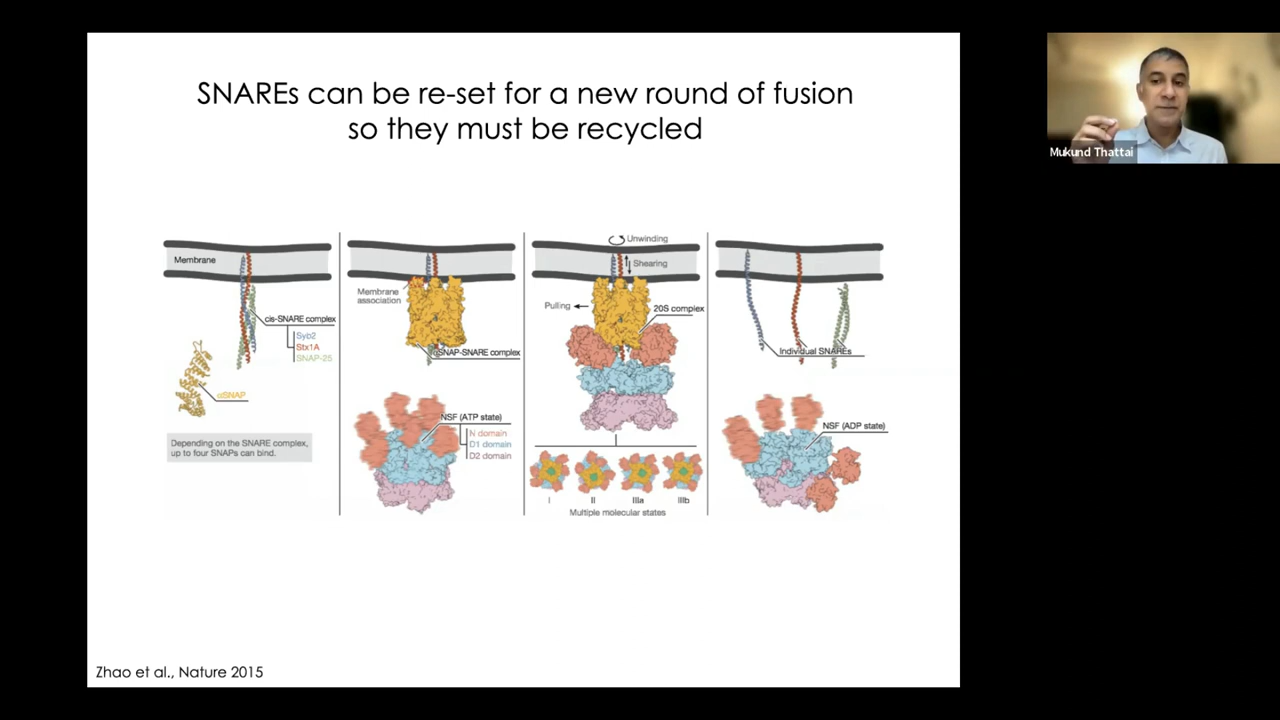 SNAREs can be re-set for a new round of fusion
so they must be recycled
Membrane
cis-SNARE complex
Syb2
Stx1A
SNAP-25
αSNAP
Depending on the SNARE complex,
up to four SNAPs can bind.
Membrane
association
αSNAP-SNARE complex
NSF (ATP state)
N domain
D1 domain
D2 domain
Unwinding
Shearing
Pulling
20S complex
I
II
IIIa
IIIb
Multiple molecular states
Individual SNAREs
NSF (ADP state)
Zhao et al., Nature 2015
Mukund Thattai